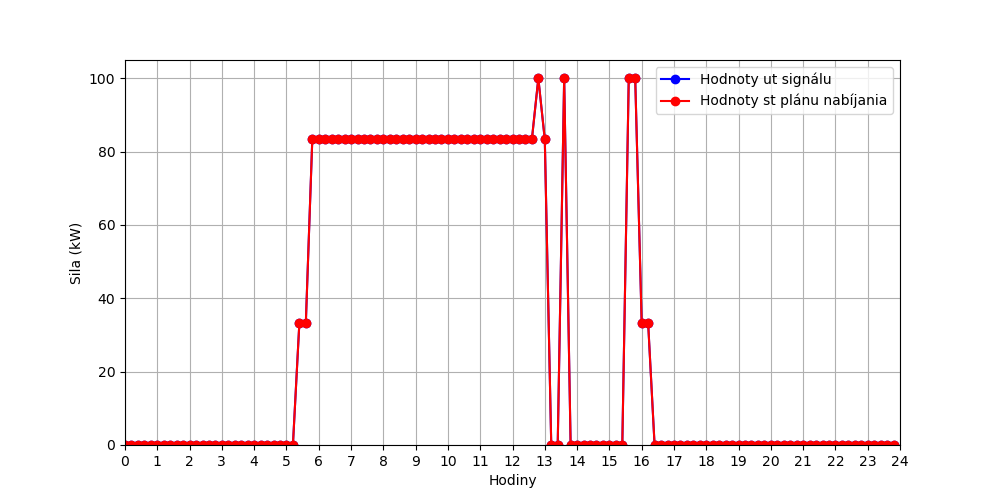 Hodnoty ut signálu
Hodnoty st plánu nabíjania
100
80
60
40
20
0
Sila (kW)
0 1 2 3 4 5 6 7 8 9 10 11 12 13 14 15 16 17 18 19 20 21 22 23 24
Hodiny